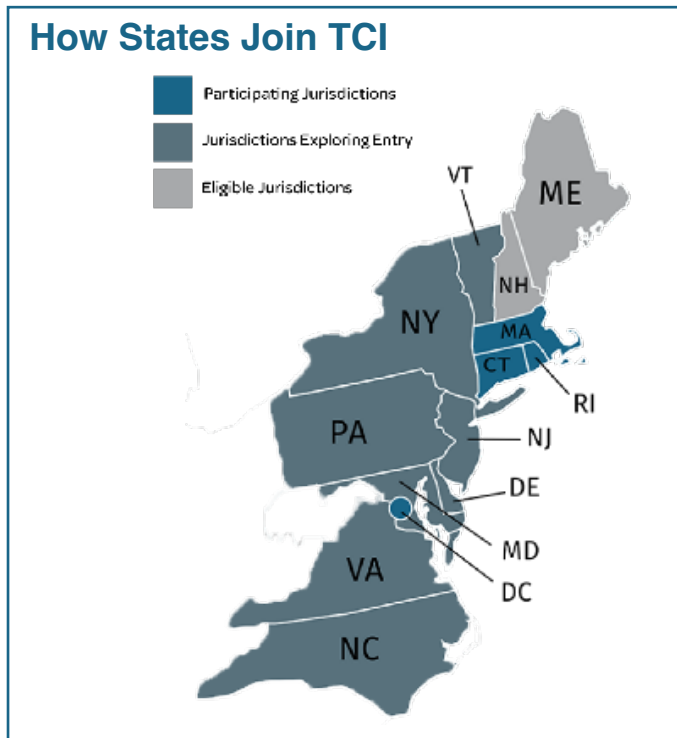 How States Join TCI
Participating Jurisdictions
Jurisdictions Exploring Entry
Eligible Jurisdictions
VT
ME
NH
NY
MA
CT
RI
PA
NJ
DE
MD
DC
VA
NC